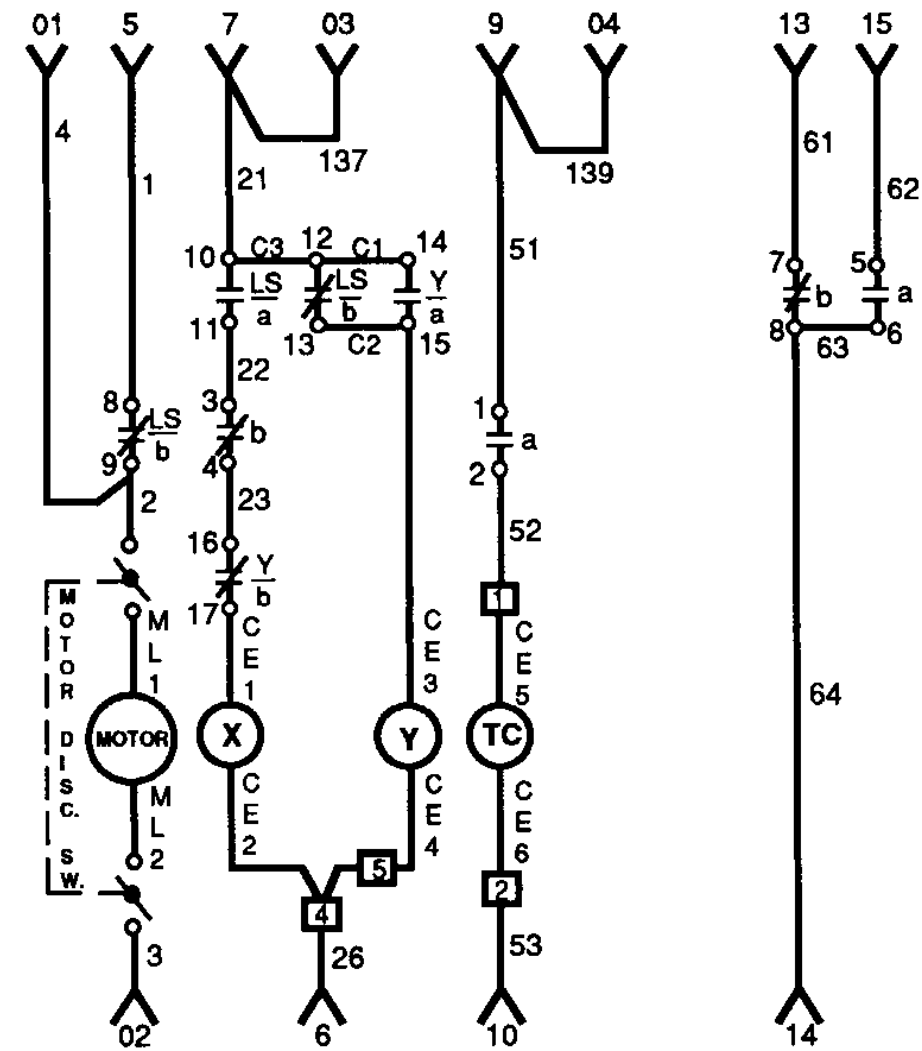 01 5 7 03 9 04 13 15
4 137 139 61
1 21 62
51
10 C3 12 C1 14 7 5
LS/a LS/b Y/a b a
11 13 C2 15 8 63 6
22
8 3 1
LS/b b a
9 4 2
2 23 52
16
Y/b 1
17
MOTOR DISC. SW.
ML1 CE1 CE3 CE5
64
MOTOR X Y TC
ML2 CE2 CE4 CE6
5 2
4
3 26 53
02 6 10 14